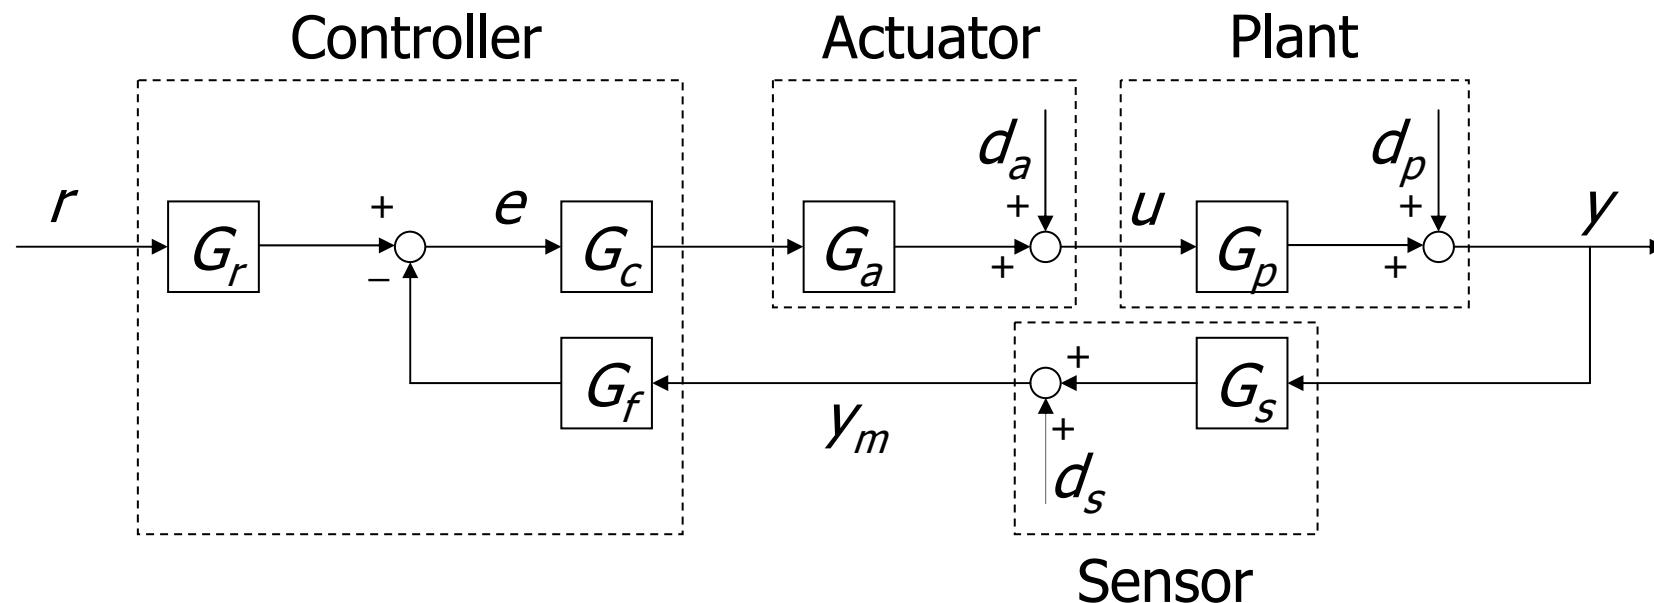 Controller Actuator Plant
d_a d_p
r + e + u + y
G_r G_c G_a G_p
− + +
+
G_f G_s
y_m +
d_s
Sensor